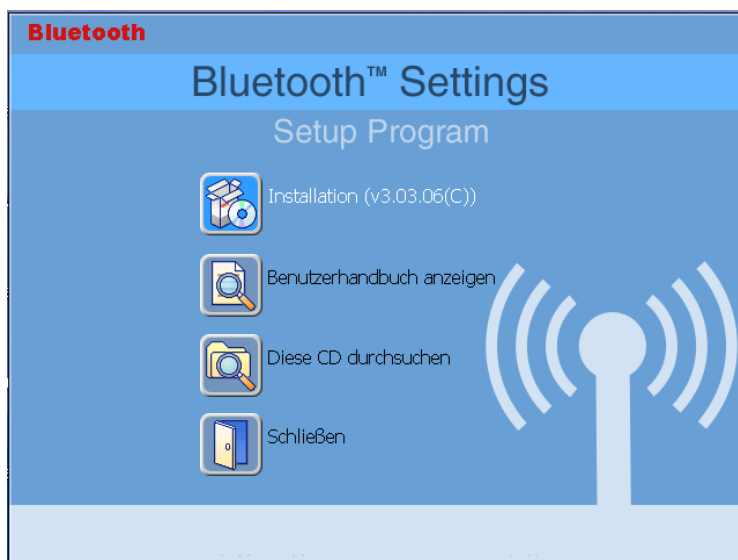 Bluetooth
Bluetooth™ Settings
Setup Program
Installation (v3.03.06(C))
Benutzerhandbuch anzeigen
Diese CD durchsuchen
Schließen